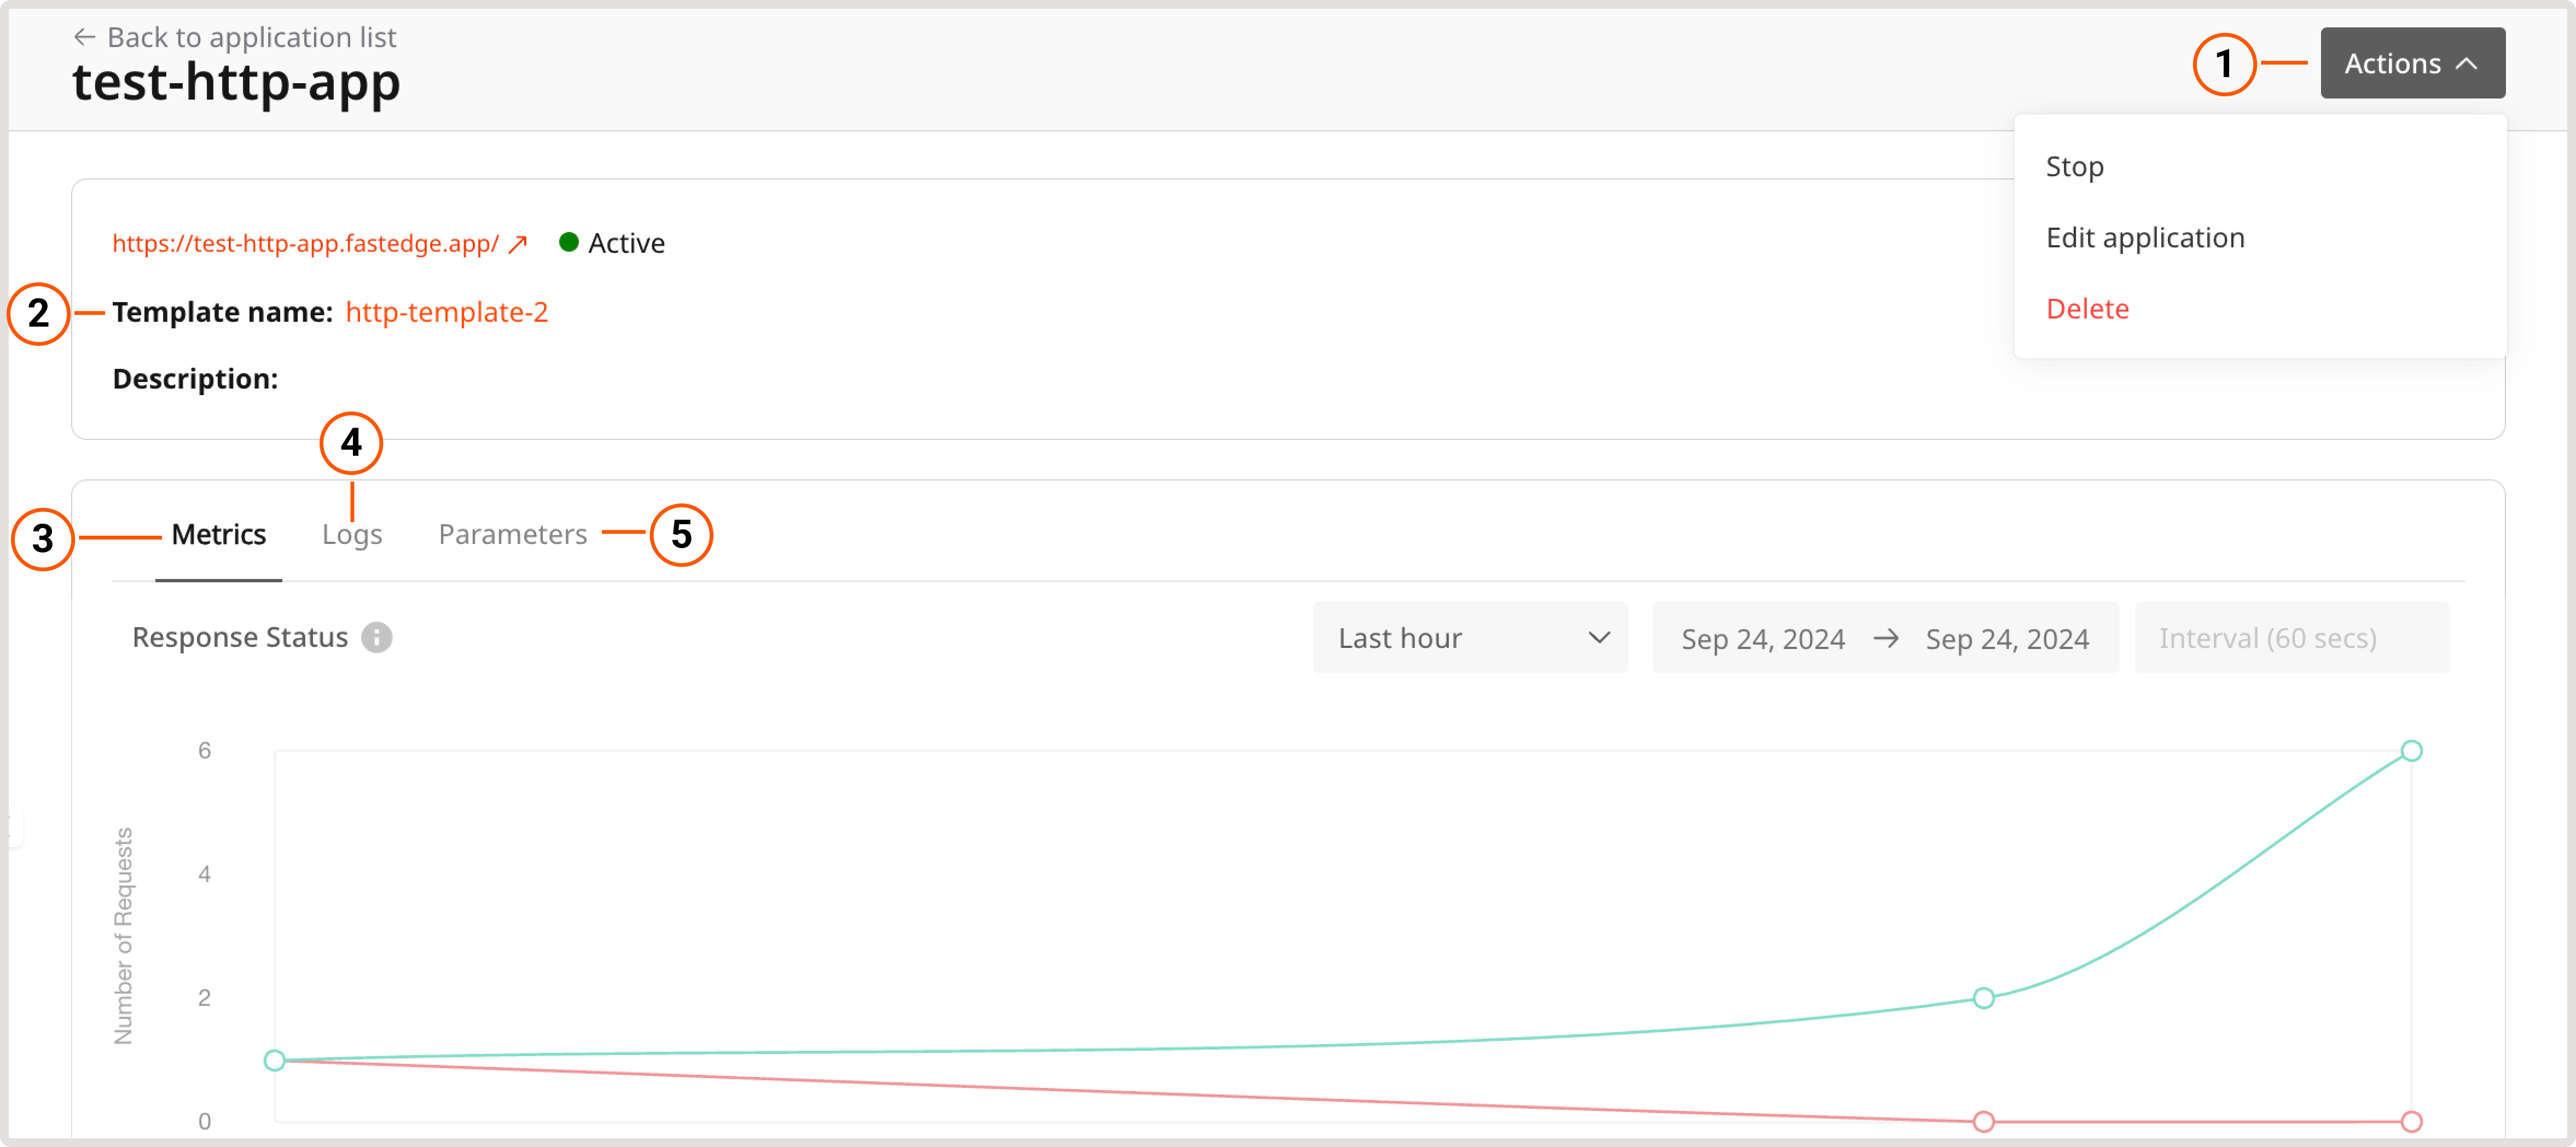 ← Back to application list
test-http-app
1
Actions
Stop
Edit application
Delete
https://test-http-app.fastedge.app/ ↗ Active
2
Template name: http-template-2
Description:
4
3
Metrics Logs Parameters
5
Response Status
Last hour
Sep 24, 2024 → Sep 24, 2024
Interval (60 secs)
Number of Requests
6
4
2
0